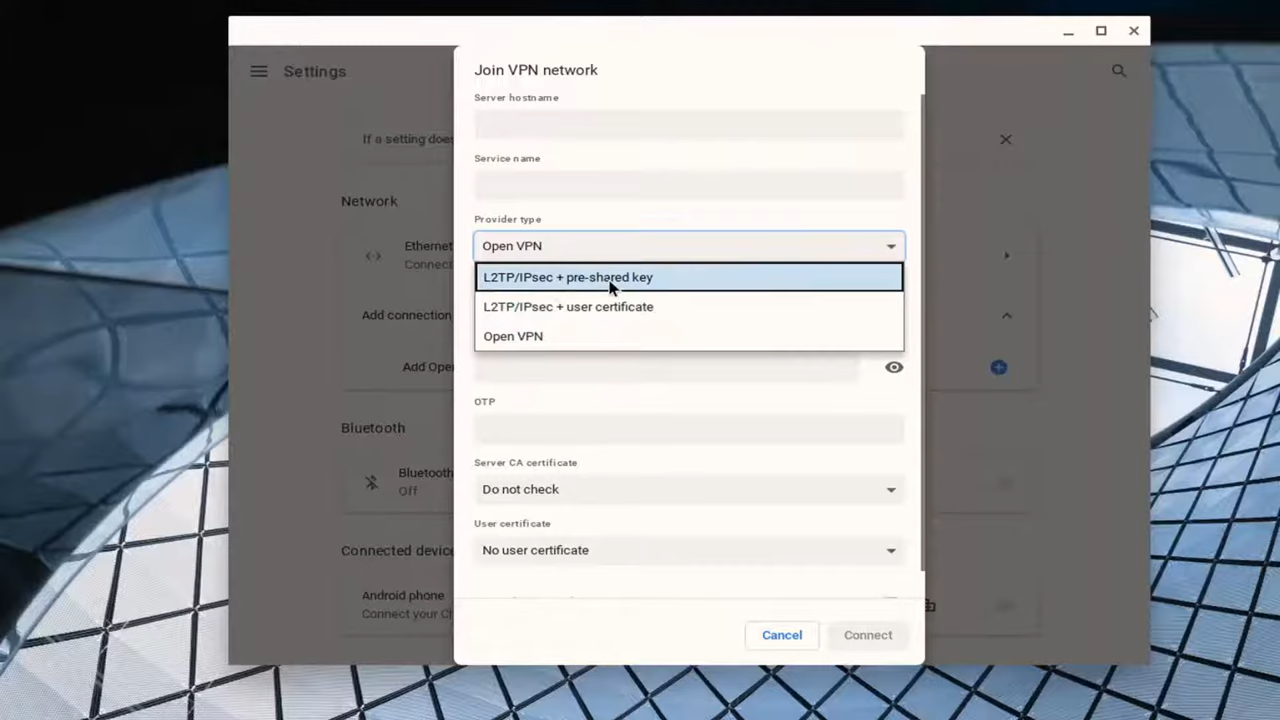 Join VPN network
Settings
Server hostname
If a setting does
Service name
Network
Provider type
Ethernet
Open VPN
Connect
L2TP/IPsec + pre-shared key
L2TP/IPsec + user certificate
Add connection
Open VPN
Add Ope
OTP
Bluetooth
Server CA certificate
Bluetooth
Do not check
Off
User certificate
Connected device
No user certificate
Android phone
Connect your C
Cancel
Connect